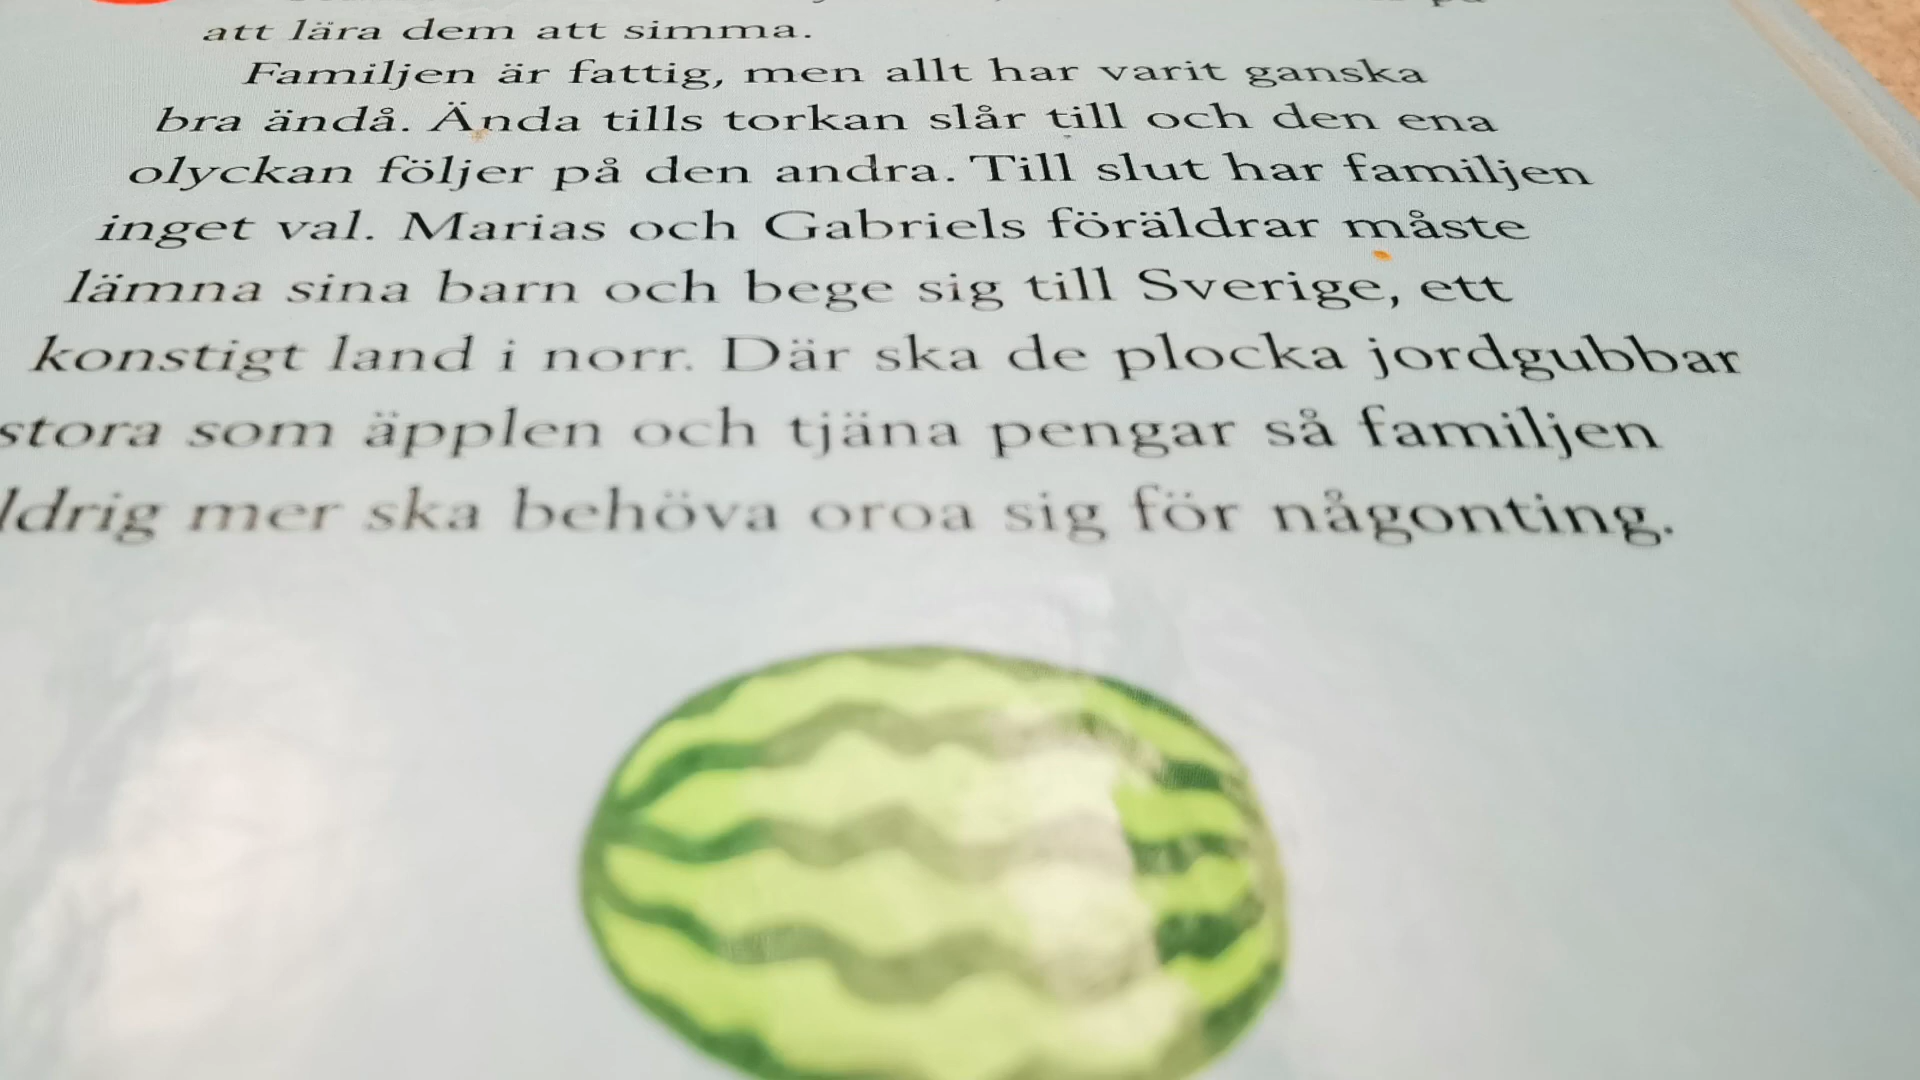 att lära dem att simma.
Familjen är fattig, men allt har varit ganska
bra ändå. Ända tills torkan slår till och den ena
olyckan följer på den andra. Till slut har familjen
inget val. Marias och Gabriels föräldrar måste
lämna sina barn och bege sig till Sverige, ett
konstigt land i norr. Där ska de plocka jordgubbar
stora som äpplen och tjäna pengar så familjen
ldrig mer ska behöva oroa sig för någonting.